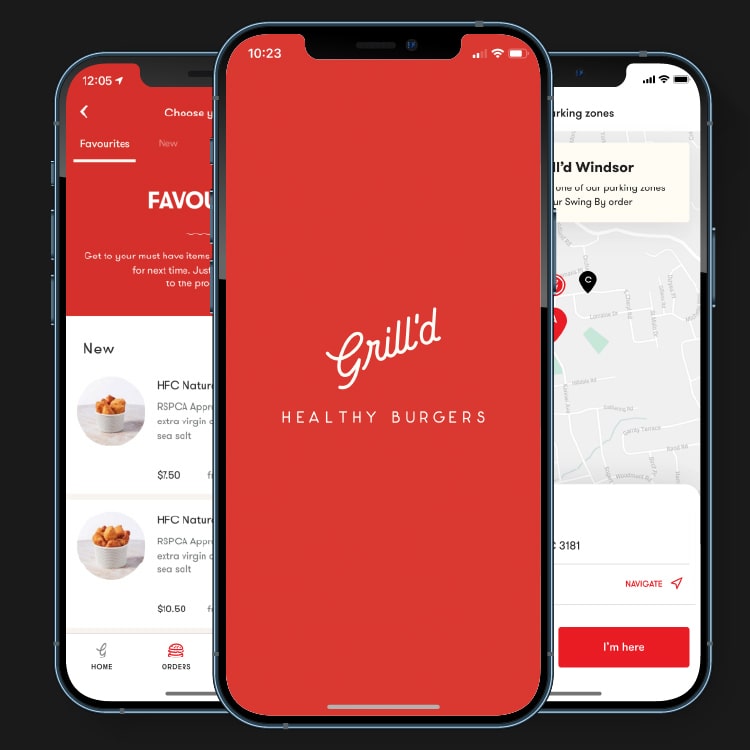 12:05
Choose y
Favourites New
FAVOU
Get to your must have items
for next time. Just
to the pro
New
HFC Natur
RSPCA Appr
extra virgin o
sea salt
$7.50
HFC Natur
RSPCA Appr
extra virgin o
sea salt
$10.50
HOME
ORDERS
10:23
Grill'd
HEALTHY BURGERS
arking zones
ll'd Windsor
one of our parking zones
ur Swing By order
C
A
3181
NAVIGATE
I'm here